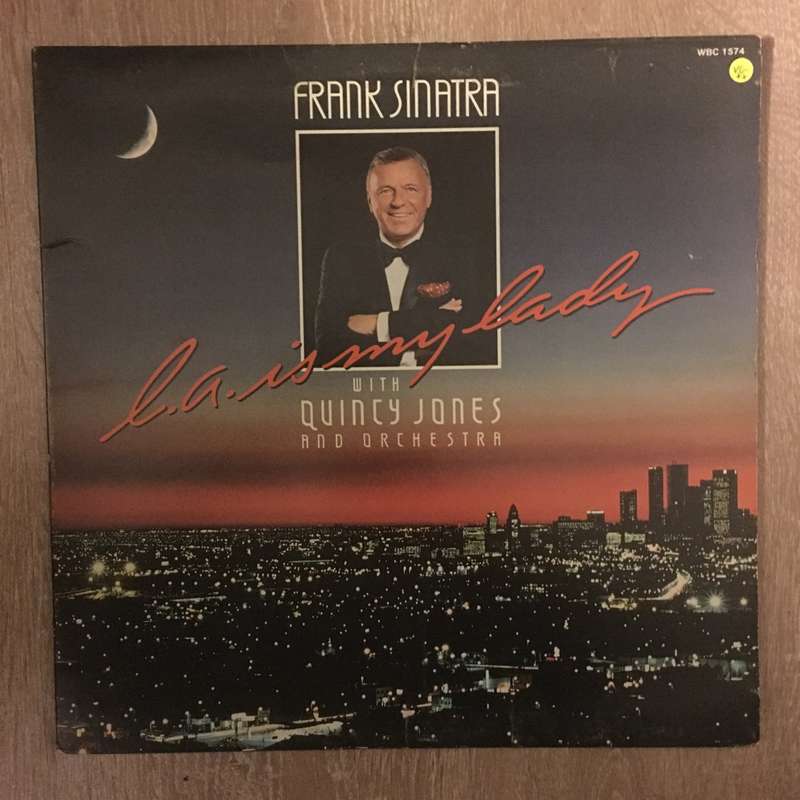 WBC 1574
FRANK SINATRA
L.A. is my lady
WITH
QUINCY JONES
AND ORCHESTRA